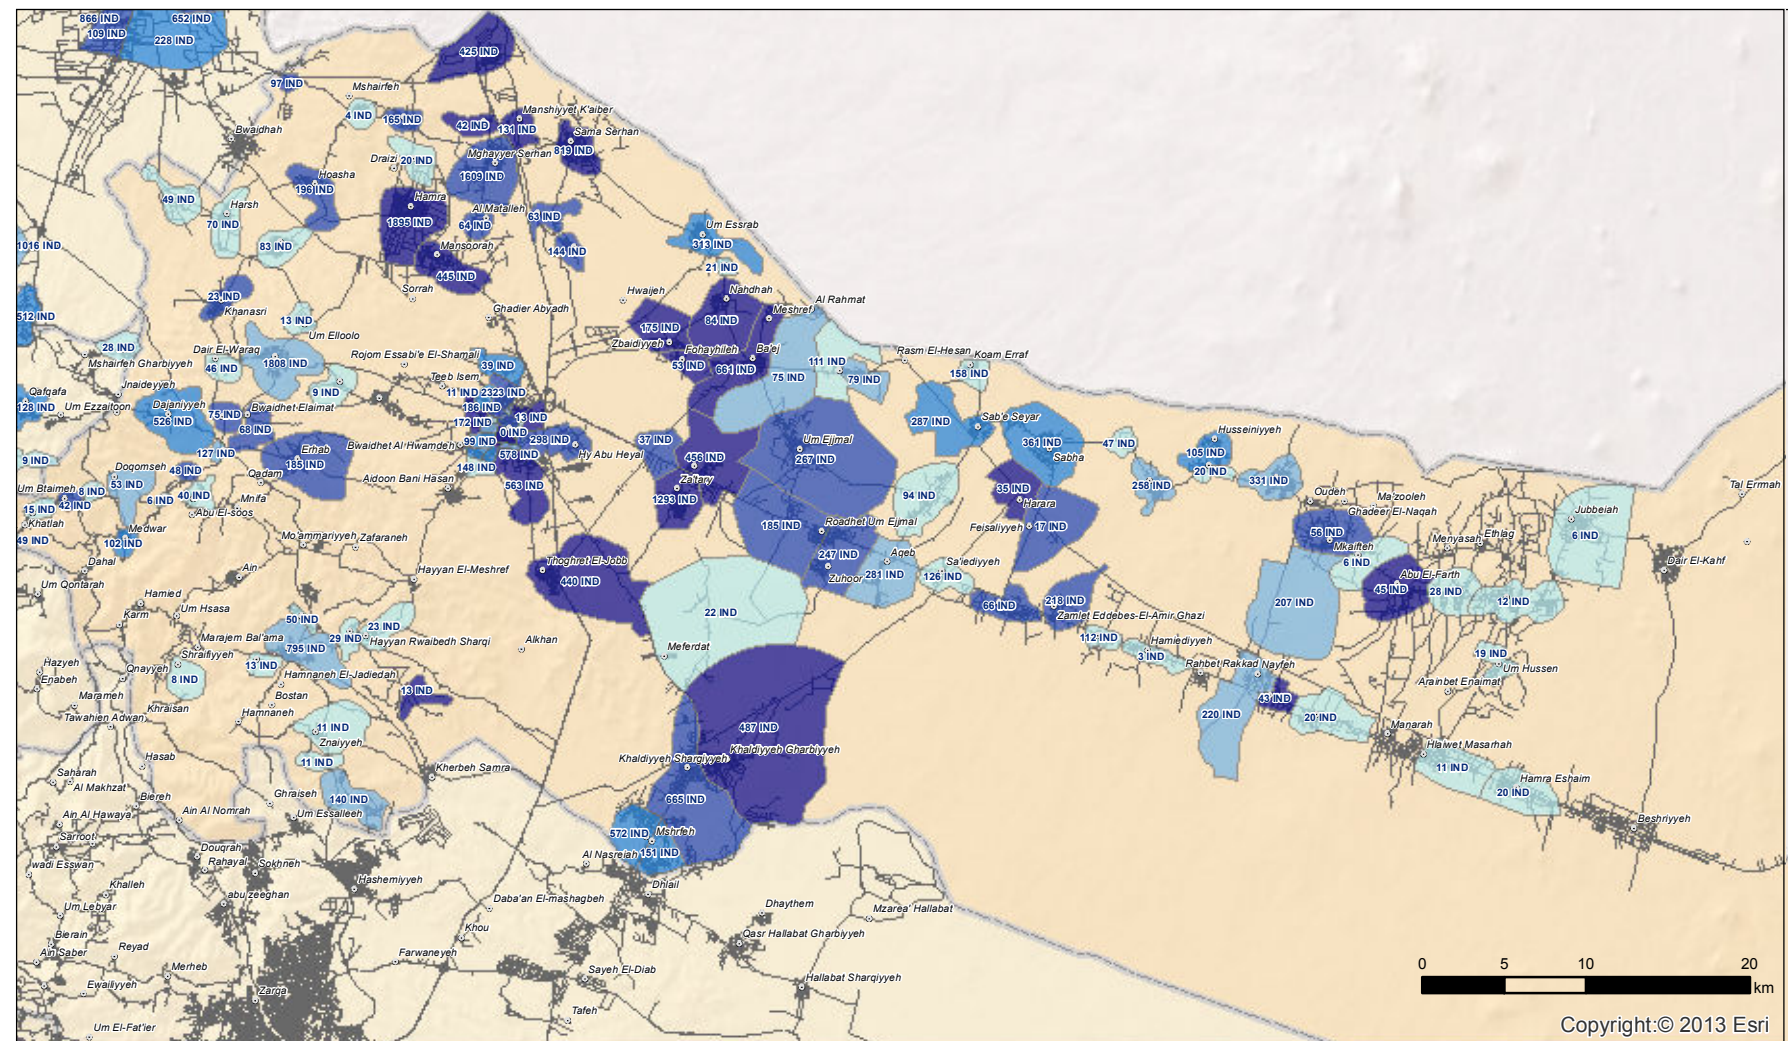 866 IND
652 IND
109 IND
228 IND
425 IND
97 IND
Mshairfeh
4 IND
165 IND
42 IND
131 IND
Manshiyyet K'aiber
Sama Serhan
819 IND
Bwaidhah
Draizi
20 IND
Mghayyer Serhan
1609 IND
Hoasha
196 IND
49 IND
Harsh
70 IND
83 IND
Hamra
1895 IND
Al Matalleh
64 IND
63 IND
144 IND
Mansoorah
445 IND
Um Essrab
313 IND
21 IND
1016 IND
23 IND
Khanasri
Sorrah
Ghadier Abyadh
Hwaijeh
Nahdhah
84 IND
Al Rahmat
Meshref
512 IND
13 IND
Um Elloolo
175 IND
Zbaidiyyeh
Fohayhileh
Ba'ej
53 IND
661 IND
28 IND
Mshairfeh Gharbiyyeh
Dair El-Waraq
46 IND
1808 IND
Rojom Essabi'e El-Shamali
39 IND
75 IND
111 IND
79 IND
Rasm El-Hesan
Koam Erraf
158 IND
Jnaideyyeh
9 IND
Teeb Isem
11 IND
2323 IND
Qafqafa
128 IND
Um Ezzaitoon
Dajaniyyeh
526 IND
75 IND
Bwaidhet Elaimat
68 IND
186 IND
172 IND
13 IND
0 IND
298 IND
287 IND
Sab'e Seyar
Bwaidhet Al Hwamdeh
99 IND
578 IND
Hy Abu Heyal
37 IND
Um Ejjmal
267 IND
361 IND
Sabha
47 IND
Husseiniyyeh
105 IND
20 IND
9 IND
127 IND
Erhab
185 IND
148 IND
456 IND
Doqomseh
48 IND
Qadam
Aidoon Bani Hasan
563 IND
Za'tary
1293 IND
94 IND
35 IND
Harara
258 IND
331 IND
Um Btaimeh
8 IND
53 IND
6 IND
40 IND
Mnifa
42 IND
15 IND
Abu El-soos
Khatlah
Medwar
185 IND
Roadhet Um Ejjmal
Feisaliyyeh
17 IND
Oudeh
Ma'zooleh
Ghadeer El-Naqah
Jubbeiah
6 IND
Tal Ermah
49 IND
102 IND
Mo'ammariyyeh
Zafaraneh
56 IND
Mkaifteh
Menyasah
Ethlag
Dahal
Thoghret El-Jobb
440 IND
247 IND
Zuhoor
Aqeb
281 IND
Sa'iediyyeh
126 IND
6 IND
Dair El-Kahf
Ain
Hayyan El-Meshref
Abu El-Farth
45 IND
28 IND
12 IND
Um Qontarah
Hamied
Karm
Um Hsasa
22 IND
66 IND
218 IND
Zamlet Eddebes-El-Amir Ghazi
207 IND
50 IND
23 IND
Marajem Bal'ama
29 IND
Hayyan Rwaibedh Sharqi
Alkhan
Meferdat
112 IND
Hamiediyyeh
3 IND
795 IND
Shraifiyyeh
13 IND
Hamnaneh El-Jadiedah
Hazyeh
Enabeh
Qnayyeh
8 IND
Rahbet Rakkad
Nayfeh
19 IND
Um Hussen
Marameh
Khraisan
Bostan
13 IND
43 IND
Arainbet Enaimat
Tawahien Adwan
Hamnaneh
11 IND
Znaiyyeh
487 IND
220 IND
20 IND
Manarah
Khaldiyyeh Gharbiyyeh
Khaldiyyeh Sharqiyyeh
Hasab
11 IND
Kherbeh Samra
Hlaiwet Masarhah
11 IND
Hamra Eshaim
20 IND
Saharah
Al Makhzat
Biereh
Ghraiseh
140 IND
665 IND
Ain Al Hawaya
Ain Al Nomrah
Um Essalieeh
Beshriyyeh
Sarroot
572 IND
Mshrfeh
151 IND
Douqrah
Rahayal
Sokhneh
Al Nasreiah
wadi Esswan
Khalleh
Hashemiyyeh
Dhlail
Um Lebyar
abu zeeghan
Daba'an El-mashagbeh
Dhaythem
Mzarea' Hallabat
Bierain
Reyad
Khou
Qasr Hallabat Gharbiyyeh
Ain Saber
Merheb
Farwaneyeh
Sayeh El-Diab
Hallabat Sharqiyyeh
Ewailiyyeh
Zarqa
Tafeh
Um El-Fat'ier
0 5 10 20
km
Copyright:© 2013 Esri